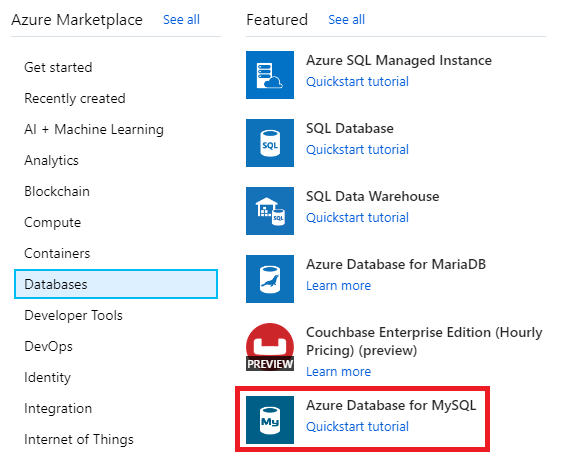 Azure Marketplace See all
Get started
Recently created
AI + Machine Learning
Analytics
Blockchain
Compute
Containers
Databases
Developer Tools
DevOps
Identity
Integration
Internet of Things
Featured See all
Azure SQL Managed Instance
Quickstart tutorial
SQL
SQL Database
Quickstart tutorial
SQL
SQL Data Warehouse
Quickstart tutorial
Azure Database for MariaDB
Learn more
PREVIEW
Couchbase Enterprise Edition (Hourly
Pricing) (preview)
Learn more
My
Azure Database for MySQL
Quickstart tutorial